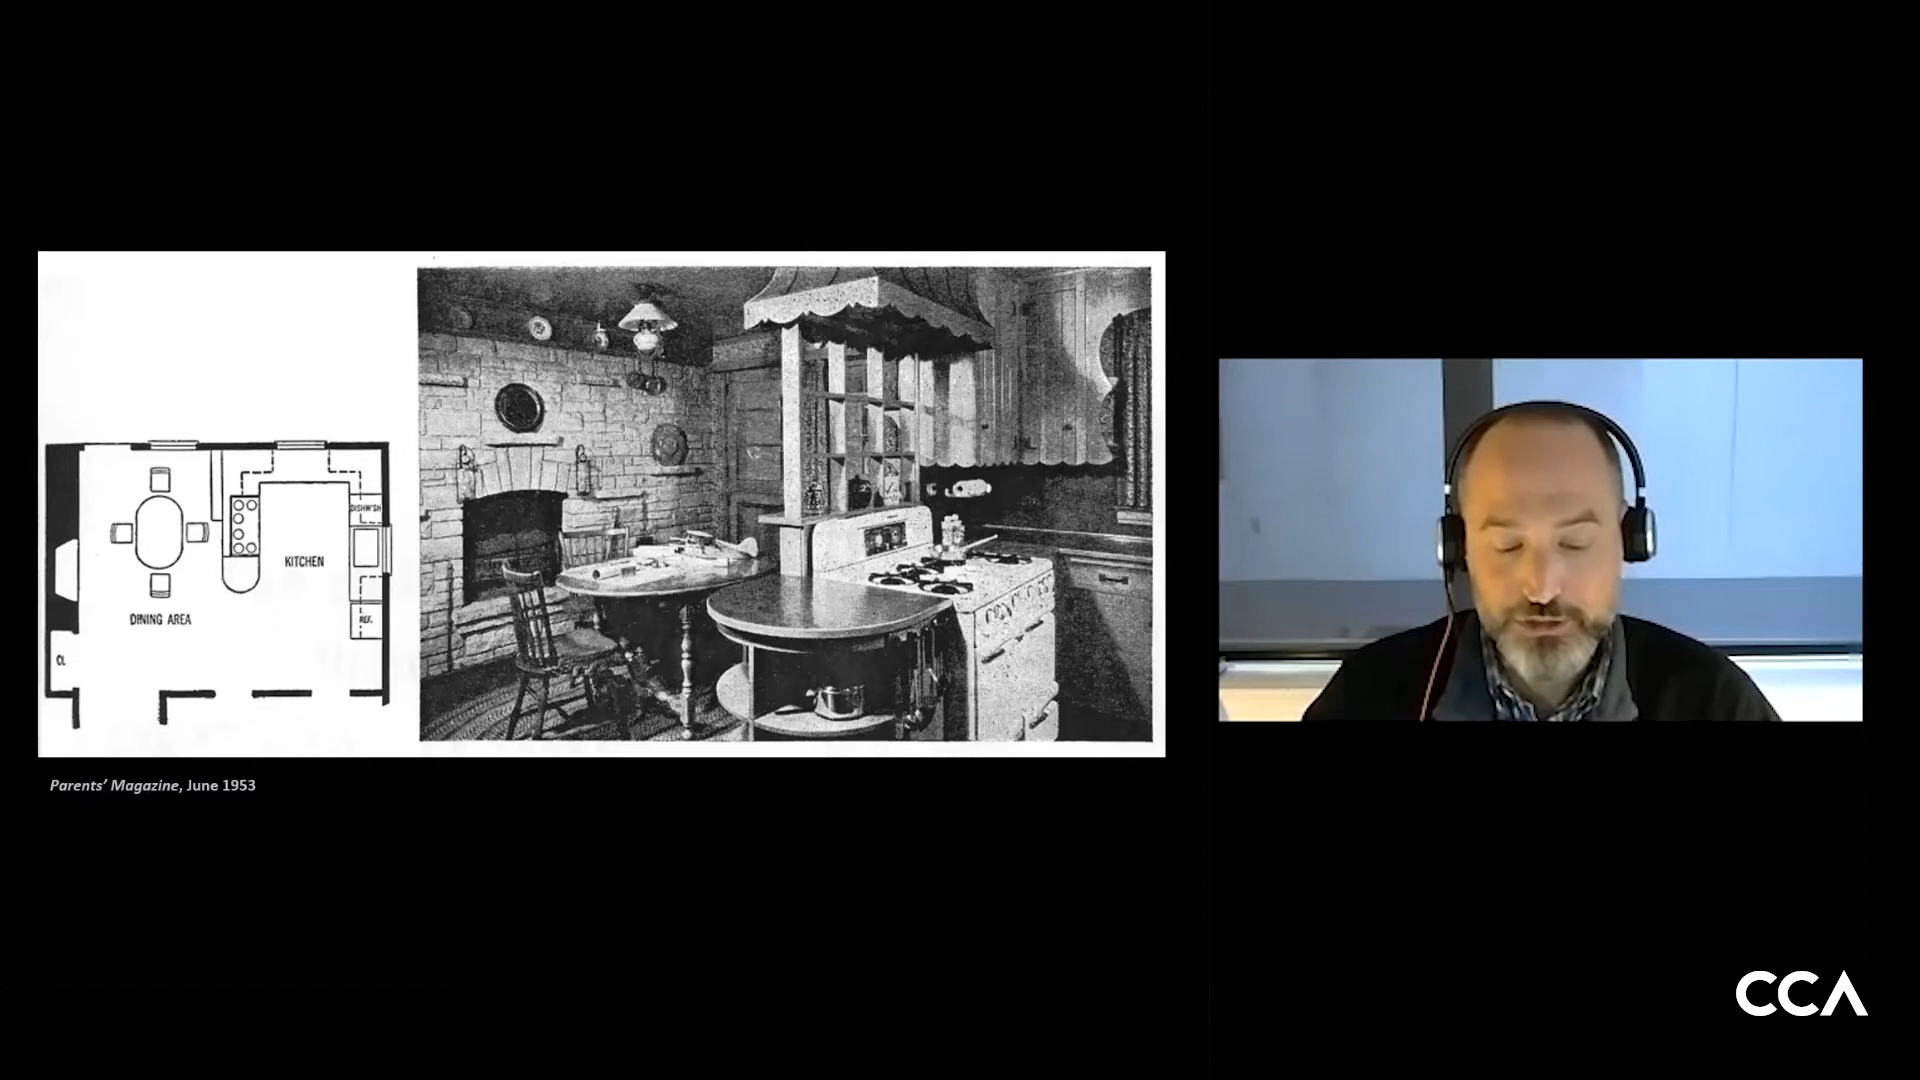 DISHW'SH
KITCHEN
DINING AREA
REF.
CL
Parents' Magazine, June 1953
CCA